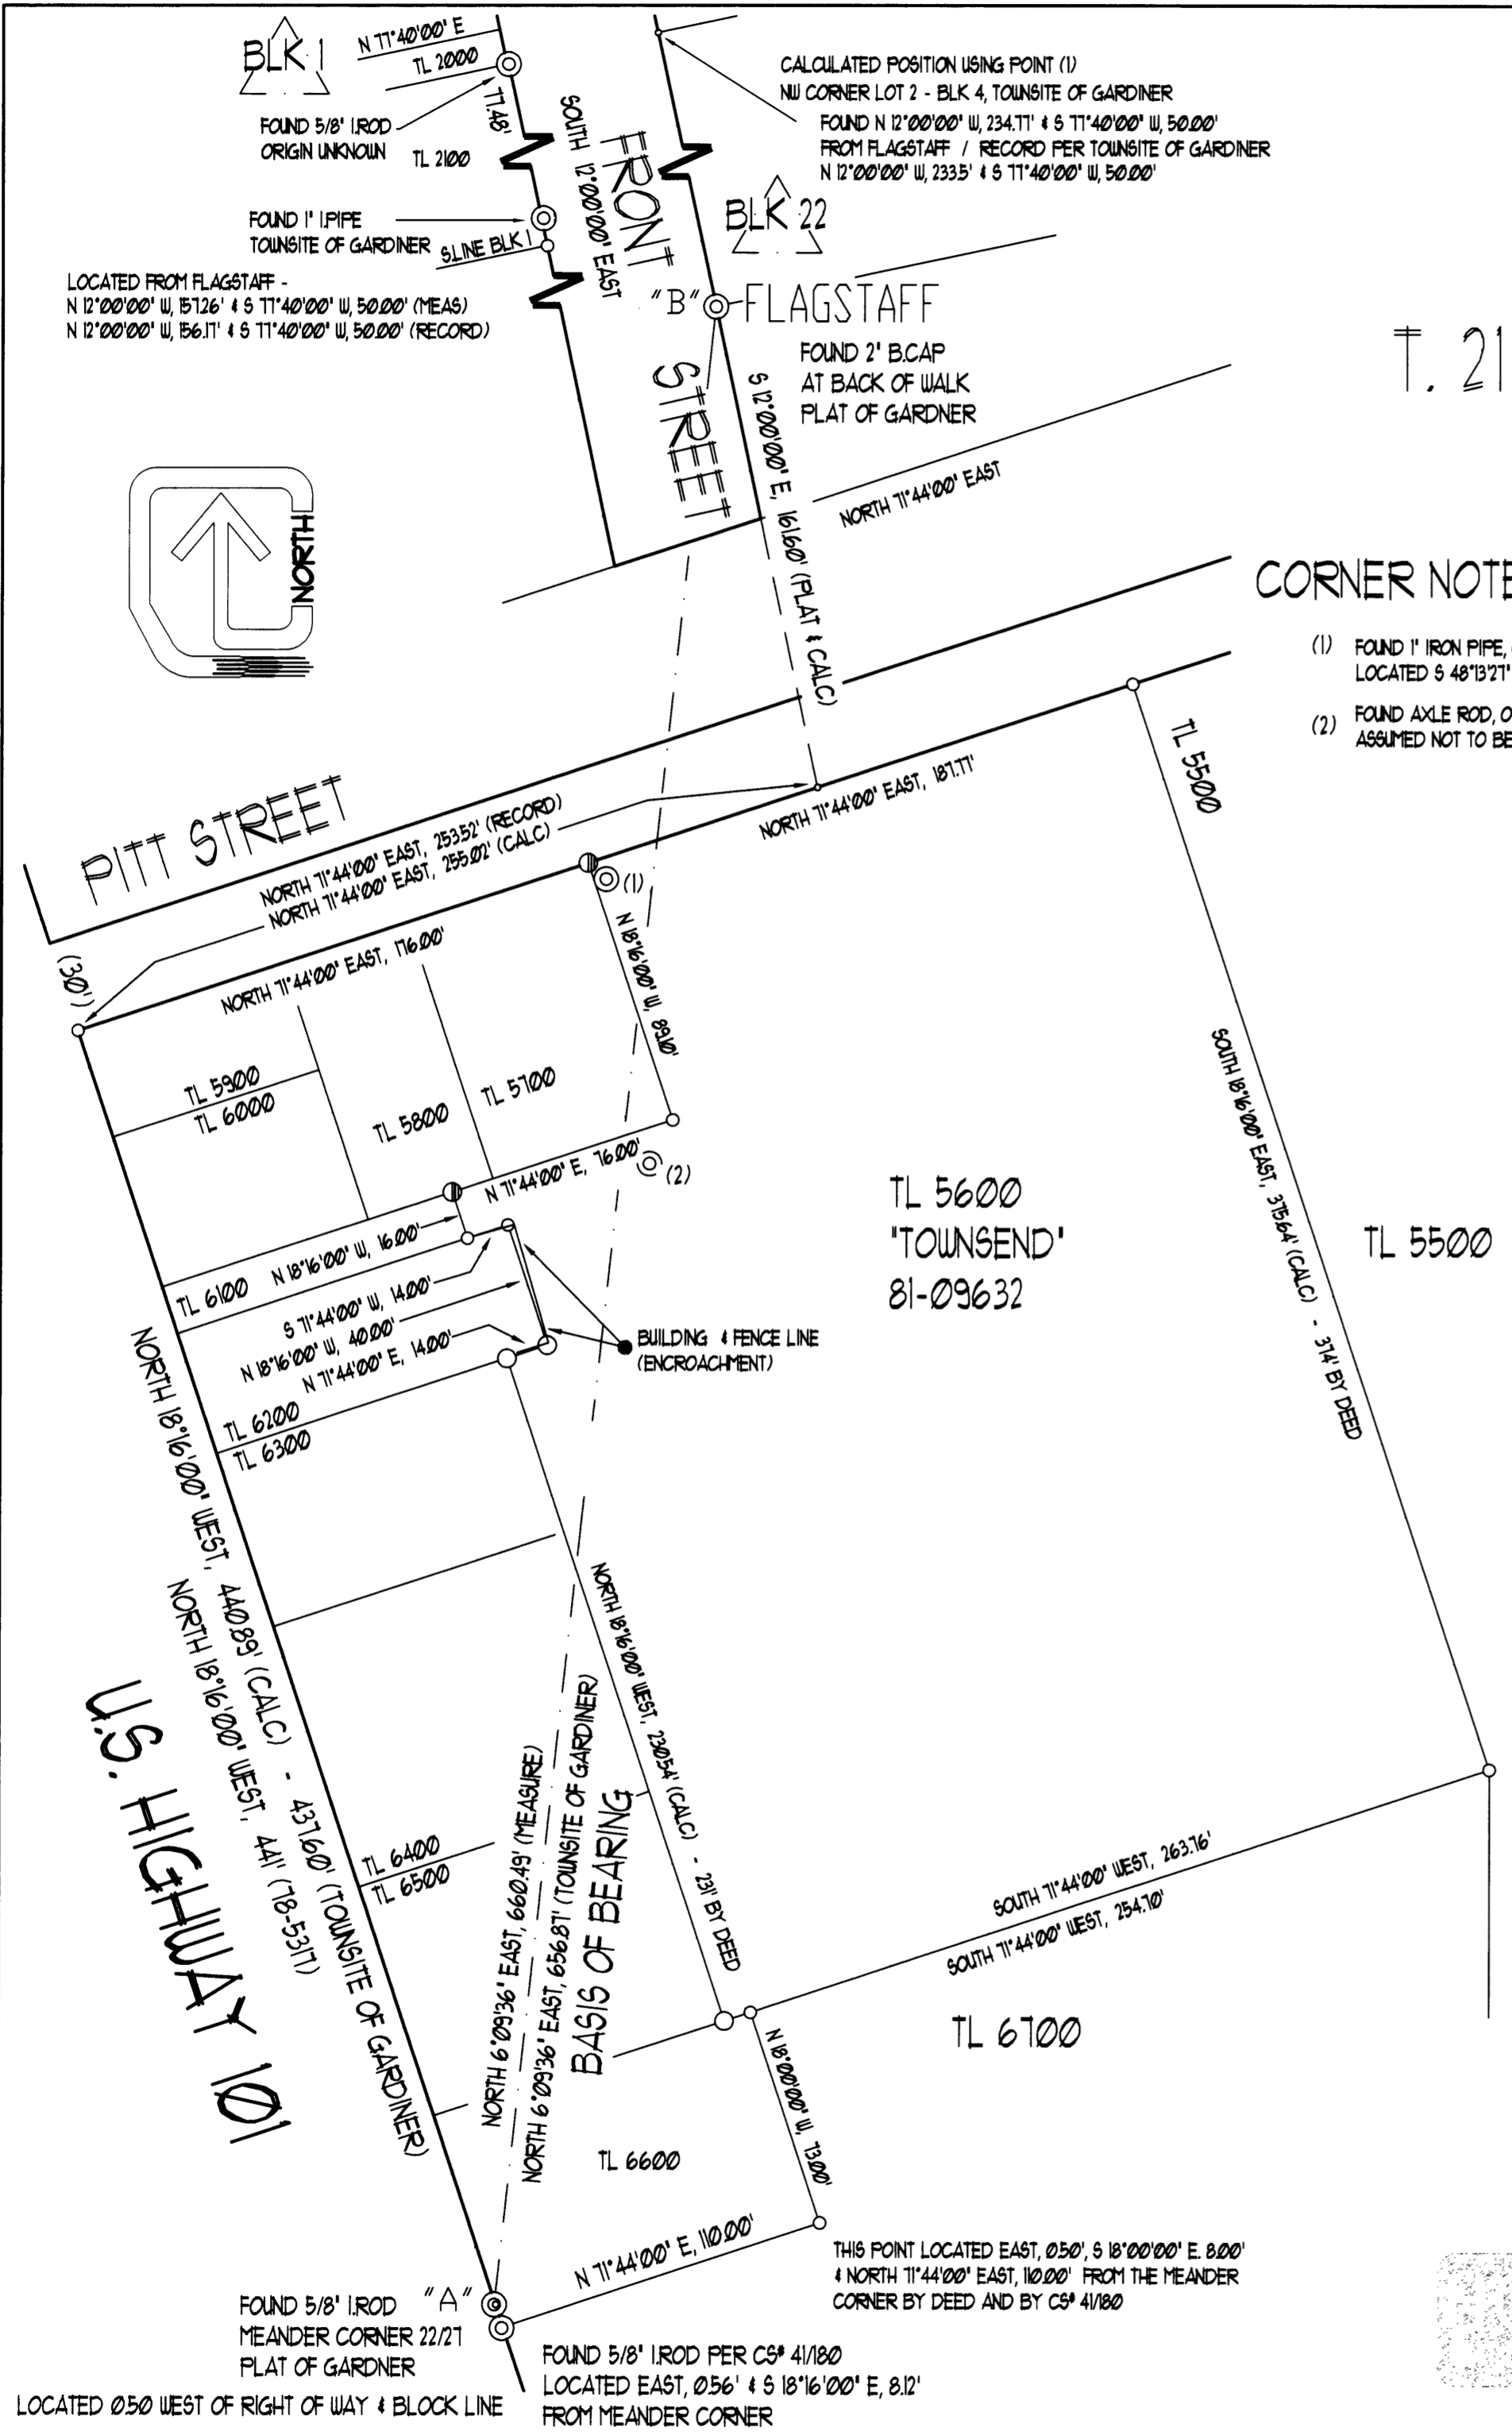 BLK 1
N 77°40'00" E
TL 2000
77.48'
FOUND 5/8" I.ROD
ORIGIN UNKNOWN
TL 2100
FOUND 1" I.PIPE
TOWNSITE OF GARDINER
S.LINE BLK 1
LOCATED FROM FLAGSTAFF -
N 12°00'00" W, 157.26' & S 77°40'00" W, 50.00' (MEAS)
N 12°00'00" W, 156.17' & S 77°40'00" W, 50.00' (RECORD)
SOUTH 12°00'00" EAST
FRONT
STREET
CALCULATED POSITION USING POINT (1)
NW CORNER LOT 2 - BLK 4, TOWNSITE OF GARDINER
FOUND N 12°00'00" W, 234.77' & S 77°40'00" W, 50.00'
FROM FLAGSTAFF / RECORD PER TOWNSITE OF GARDINER
N 12°00'00" W, 233.5' & S 77°40'00" W, 50.00'
BLK 22
"B"
FLAGSTAFF
FOUND 2" B.CAP
AT BACK OF WALK
PLAT OF GARDNER
S 12°00'00" E, 161.60' (PLAT & CALC)
NORTH 71°44'00" EAST
T. 21
NORTH
CORNER NOTE
(1) FOUND 1" IRON PIPE,
LOCATED S 48°13'27"
(2) FOUND AXLE ROD, O
ASSUMED NOT TO BE
PITT STREET
NORTH 71°44'00" EAST, 253.52' (RECORD)
NORTH 71°44'00" EAST, 255.02' (CALC)
NORTH 71°44'00" EAST, 187.77'
TL 5500
(30')
NORTH 71°44'00" EAST, 176.00'
(1)
N 18°16'00" W, 89.10'
TL 5900
TL 6000
TL 5800
TL 5700
N 71°44'00" E, 76.00'
(2)
TL 6100
N 18°16'00" W, 16.00'
S 71°44'00" W, 14.00'
N 18°16'00" W, 40.00'
N 71°44'00" E, 14.00'
BUILDING & FENCE LINE
(ENCROACHMENT)
TL 6200
TL 6300
TL 5600
"TOWNSEND"
81-09632
SOUTH 18°16'00" EAST, 375.64' (CALC) - 374' BY DEED
TL 5500
NORTH 18°16'00" WEST, 440.89' (CALC) - 437.60' (TOWNSITE OF GARDINER)
NORTH 18°16'00" WEST, 441' (78-5317)
U.S. HIGHWAY 101
NORTH 18°16'00" WEST, 230.54' (CALC) - 231' BY DEED
TL 6400
TL 6500
NORTH 6°09'36" EAST, 660.49' (MEASURE)
NORTH 6°09'36" EAST, 656.87' (TOWNSITE OF GARDINER)
BASIS OF BEARING
SOUTH 71°44'00" WEST, 263.76'
SOUTH 71°44'00" WEST, 254.70'
TL 6700
N 18°00'00" W, 73.00'
TL 6600
N 71°44'00" E, 110.00'
THIS POINT LOCATED EAST, 0.50', S 18°00'00" E. 8.00'
& NORTH 71°44'00" EAST, 110.00' FROM THE MEANDER
CORNER BY DEED AND BY CS# 41/180
FOUND 5/8" I.ROD "A"
MEANDER CORNER 22/27
PLAT OF GARDNER
LOCATED 0.50 WEST OF RIGHT OF WAY & BLOCK LINE
FOUND 5/8" I.ROD PER CS# 41/180
LOCATED EAST, 0.56' & S 18°16'00" E, 8.12'
FROM MEANDER CORNER